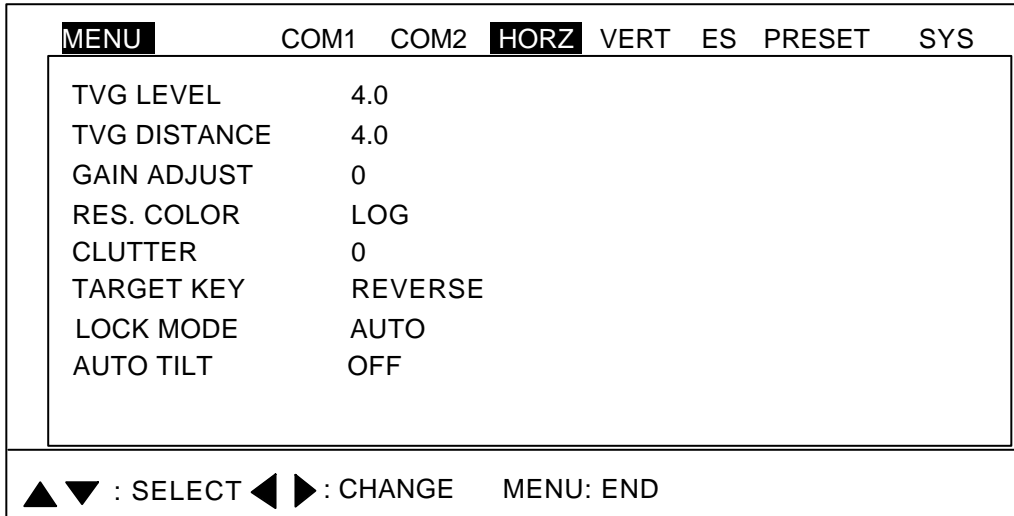 MENU COM1 COM2 HORZ VERT ES PRESET SYS
TVG LEVEL 4.0
TVG DISTANCE 4.0
GAIN ADJUST 0
RES. COLOR LOG
CLUTTER 0
TARGET KEY REVERSE
LOCK MODE AUTO
AUTO TILT OFF
▲ ▼ : SELECT ◀ ▶ : CHANGE MENU: END